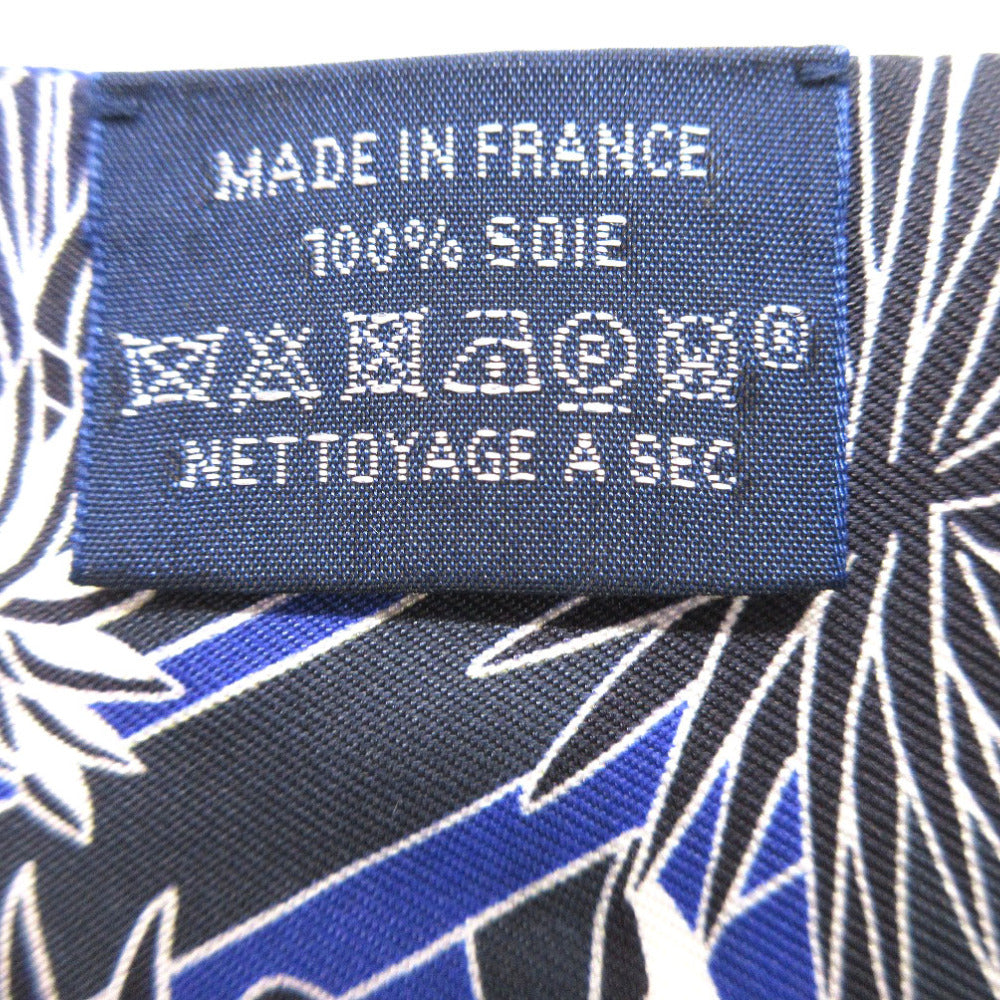 MADE IN FRANCE
100% SOIE
NETTOYAGE A SEC